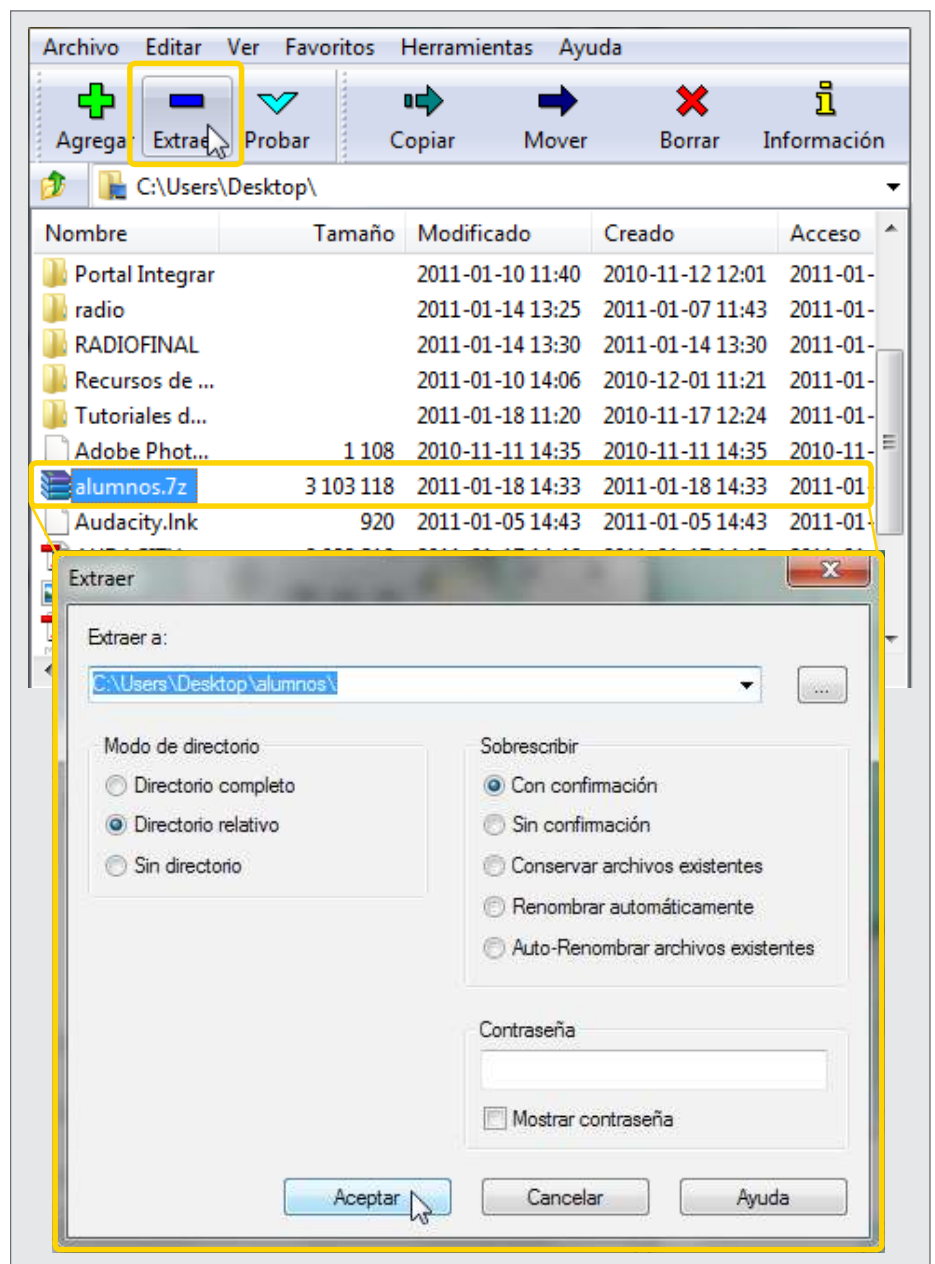 Archivo Editar Ver Favoritos Herramientas Ayuda
Agregar Extraer Probar Copiar Mover Borrar Información
C:\Users\Desktop\
Nombre Tamaño Modificado Creado Acceso
Portal Integrar 2011-01-10 11:40 2010-11-12 12:01 2011-01-
radio 2011-01-14 13:25 2011-01-07 11:43 2011-01-
RADIOFINAL 2011-01-14 13:30 2011-01-14 13:30 2011-01-
Recursos de ... 2011-01-10 14:06 2010-12-01 11:21 2011-01-
Tutoriales d... 2011-01-18 11:20 2010-11-17 12:24 2011-01-
Adobe Phot... 1 108 2010-11-11 14:35 2010-11-11 14:35 2010-11-
alumnos.7z 3 103 118 2011-01-18 14:33 2011-01-18 14:33 2011-01-
Audacity.lnk 920 2011-01-05 14:43 2011-01-05 14:43 2011-01-
Extraer
Extraer a:
C:\Users\Desktop\alumnos\
...
Modo de directorio
Directorio completo
Directorio relativo
Sin directorio
Sobrescribir
Con confirmación
Sin confirmación
Conservar archivos existentes
Renombrar automáticamente
Auto-Renombrar archivos existentes
Contraseña
Mostrar contraseña
Aceptar Cancelar Ayuda